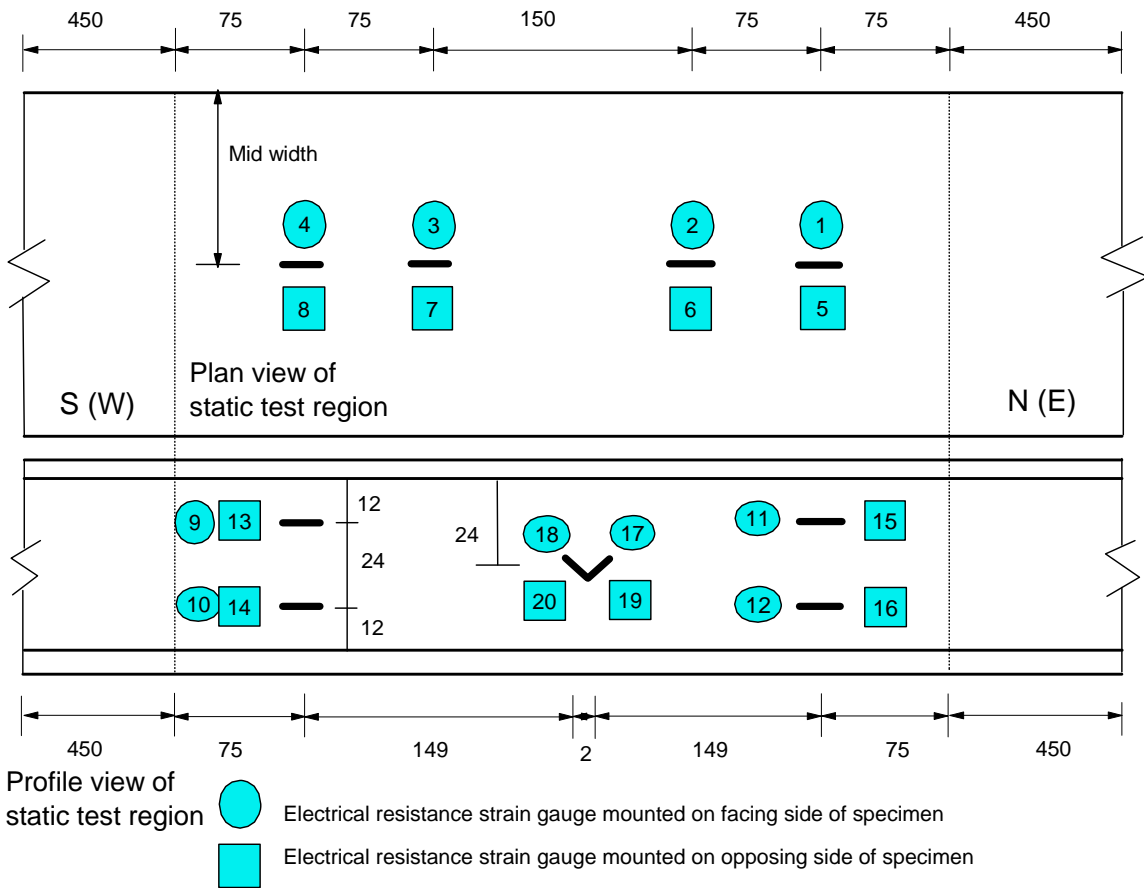 450 75 75 150 75 75 450
Mid width
4 3 2 1
8 7 6 5
Plan view of
static test region
S (W) N (E)
12
9 13 18 17 11 15
24 24
10 14 20 19 12 16
12
450 75 149 2 149 75 450
Profile view of
static test region
Electrical resistance strain gauge mounted on facing side of specimen
Electrical resistance strain gauge mounted on opposing side of specimen